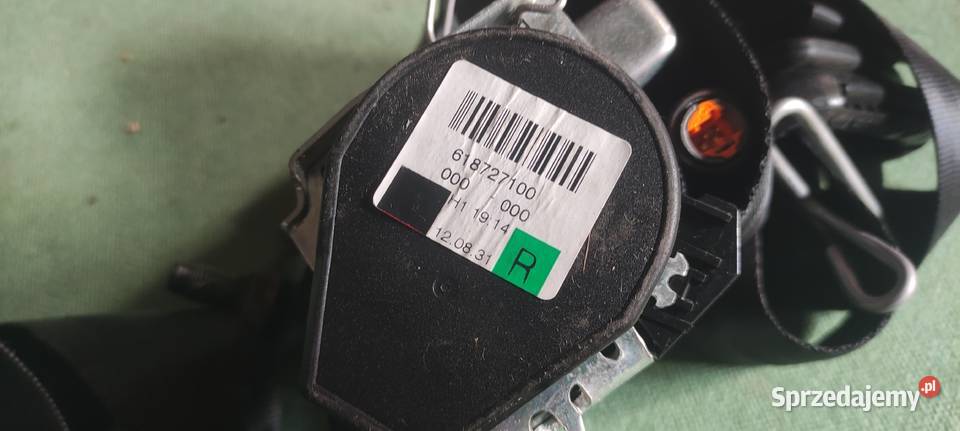 618727100
000 - 000
H1 19:14
12.08.31
R
Sprzedajemy.pl